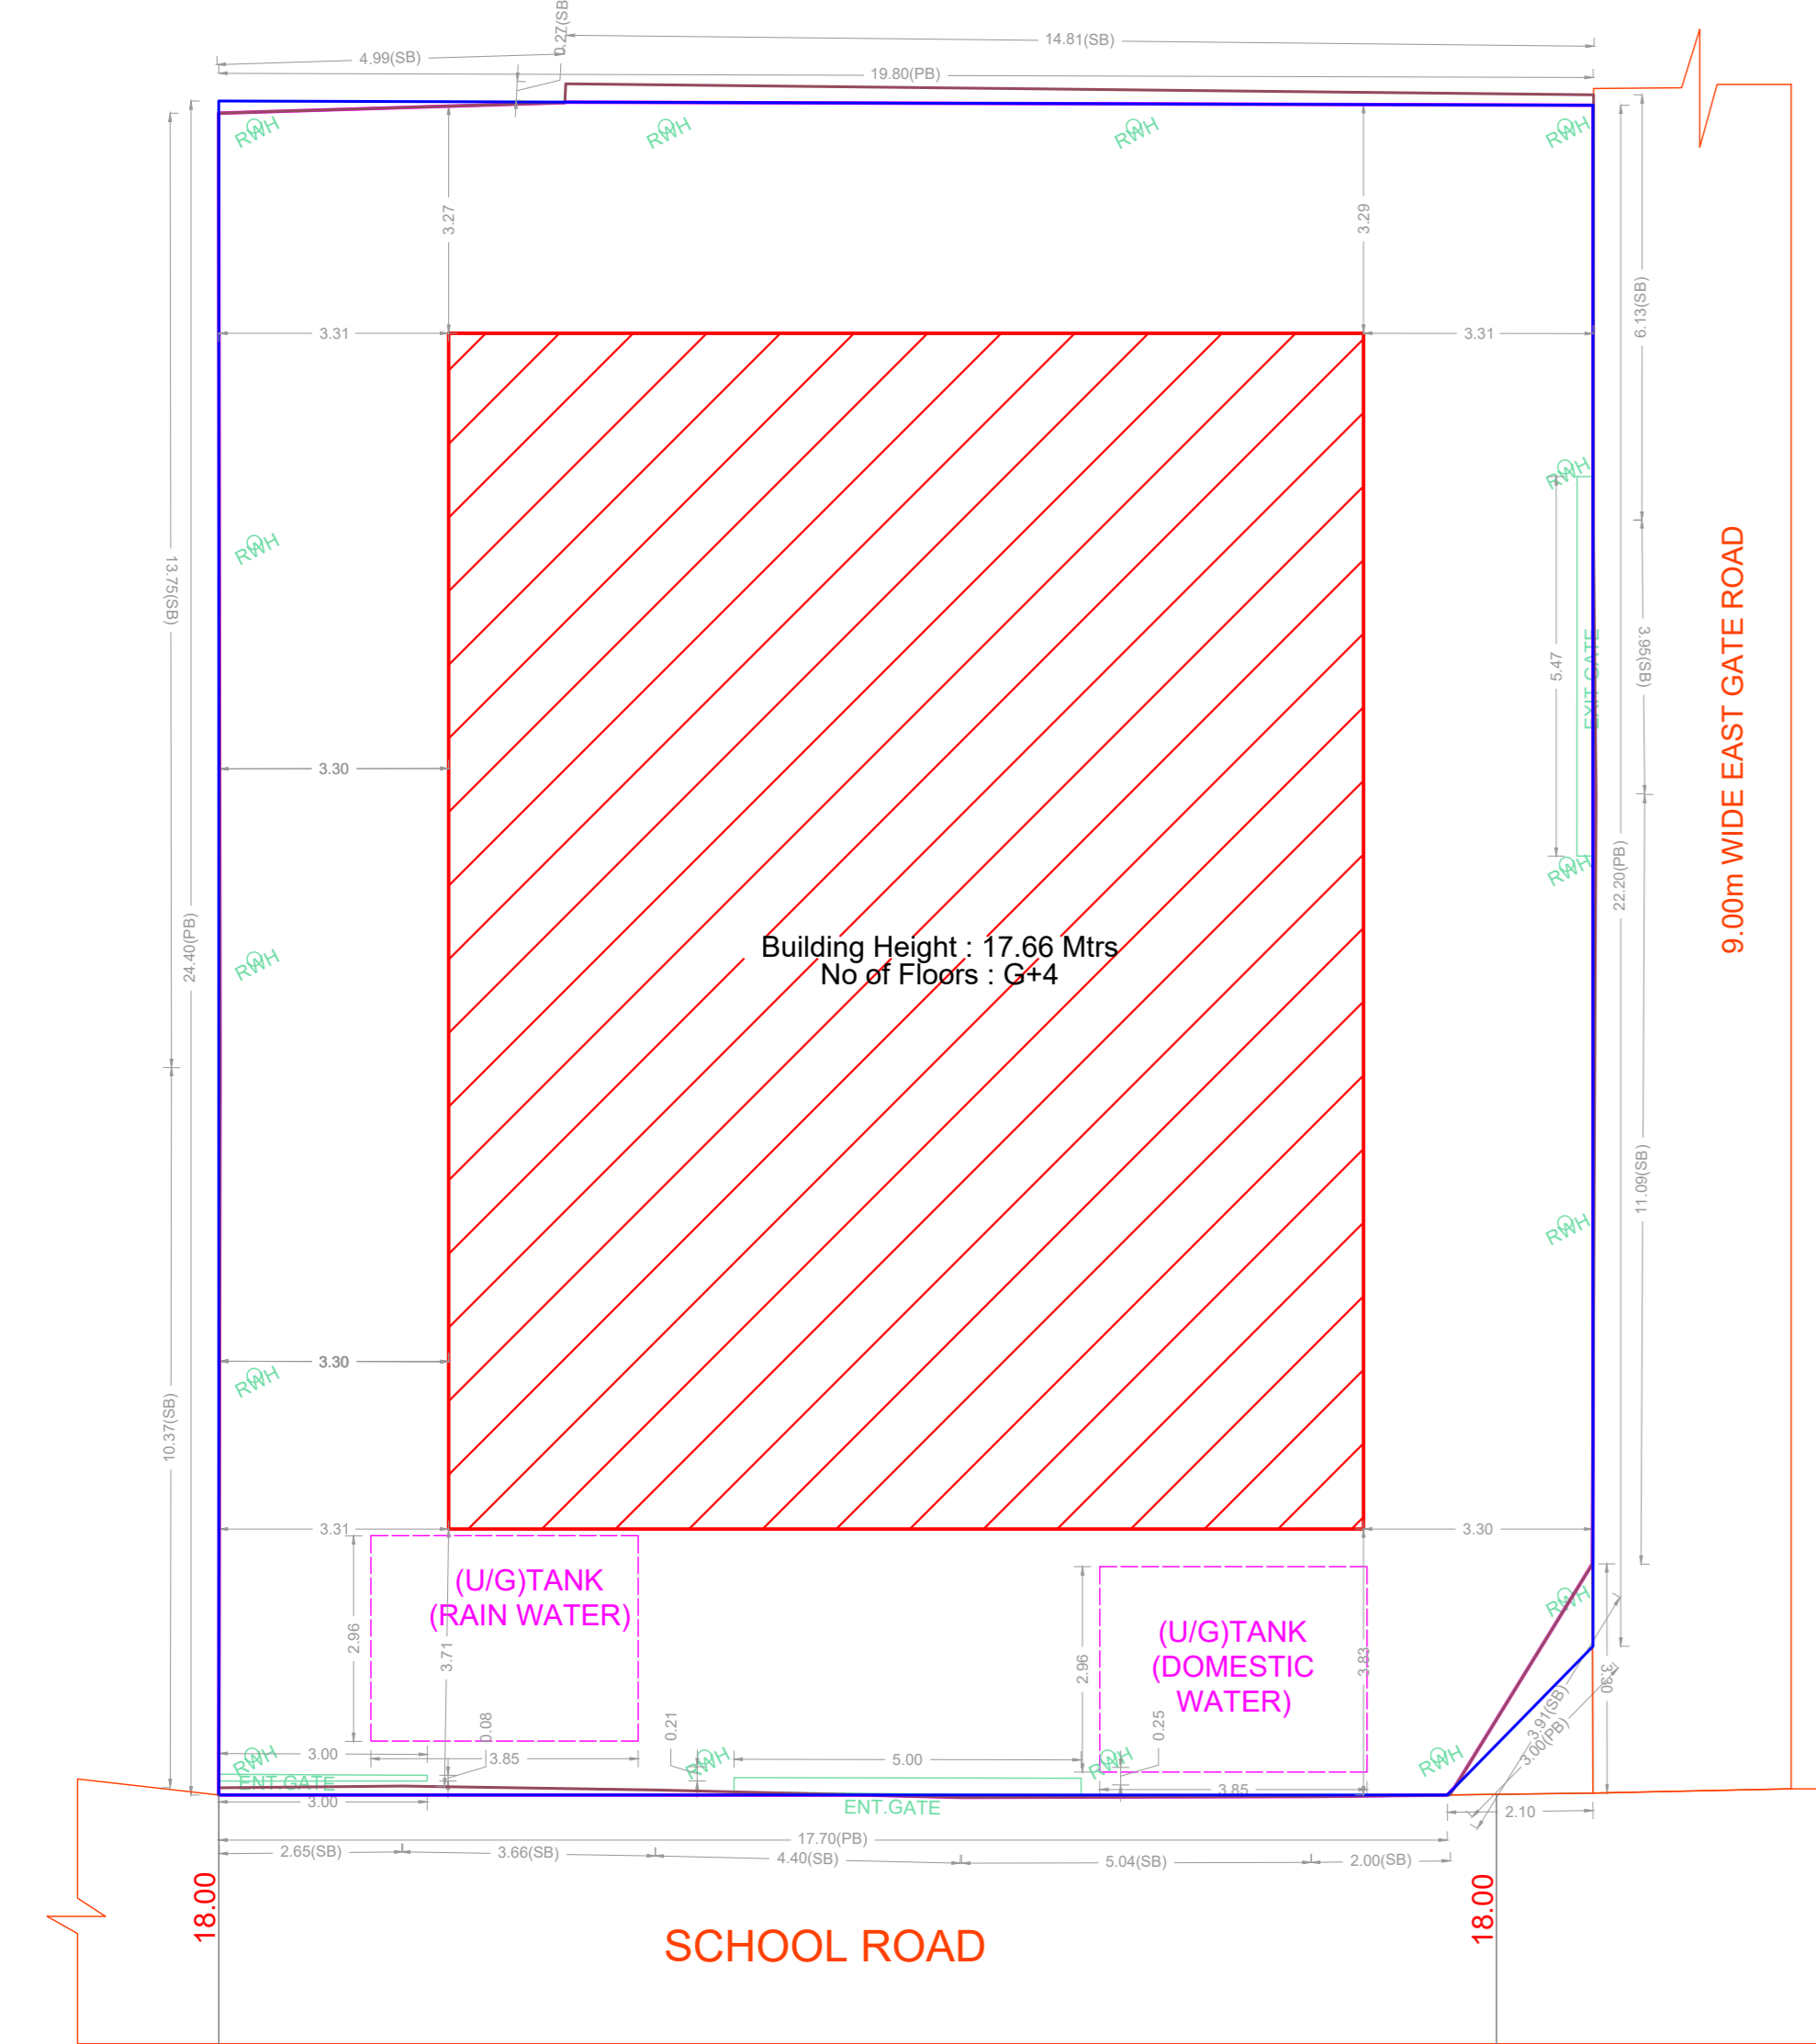 0.27(SB
14.81(SB)
4.99(SB)
19.80(PB)
RWH
RWH
RWH
RWH
3.27
3.29
6.13(SB)
3.31
3.31
RWH
RWH
13.75(SB)
5.47
EXIT GATE
3.95(SB)
9.00m WIDE EAST GATE ROAD
3.30
22.20(PB)
RWH
24.40(PB)
Building Height : 17.66 Mtrs
No of Floors : G+4
RWH
11.09(SB)
RWH
3.30
RWH
10.37(SB)
3.31
3.30
(U/G)TANK
(RAIN WATER)
2.96
3.71
RWH
(U/G)TANK
(DOMESTIC
WATER)
2.96
3.83
3.30
3.91(SB)
3.00(PB)
0.08
0.21
0.25
RWH
3.00
3.85
RWH
5.00
RWH
RWH
ENT.GATE
3.85
3.00
ENT.GATE
2.10
17.70(PB)
2.65(SB)
3.66(SB)
4.40(SB)
5.04(SB)
2.00(SB)
18.00
18.00
SCHOOL ROAD